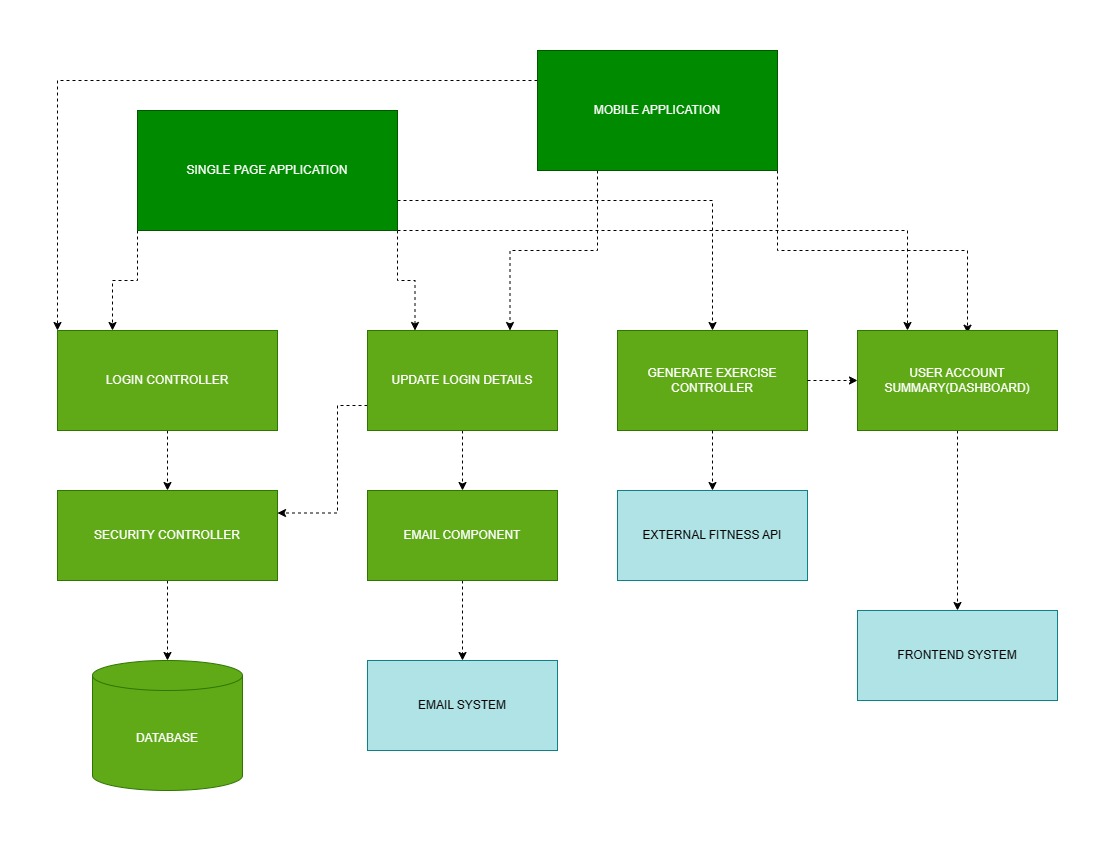 MOBILE APPLICATION
SINGLE PAGE APPLICATION
LOGIN CONTROLLER
UPDATE LOGIN DETAILS
GENERATE EXERCISE
CONTROLLER
USER ACCOUNT
SUMMARY(DASHBOARD)
SECURITY CONTROLLER
EMAIL COMPONENT
EXTERNAL FITNESS API
FRONTEND SYSTEM
EMAIL SYSTEM
DATABASE